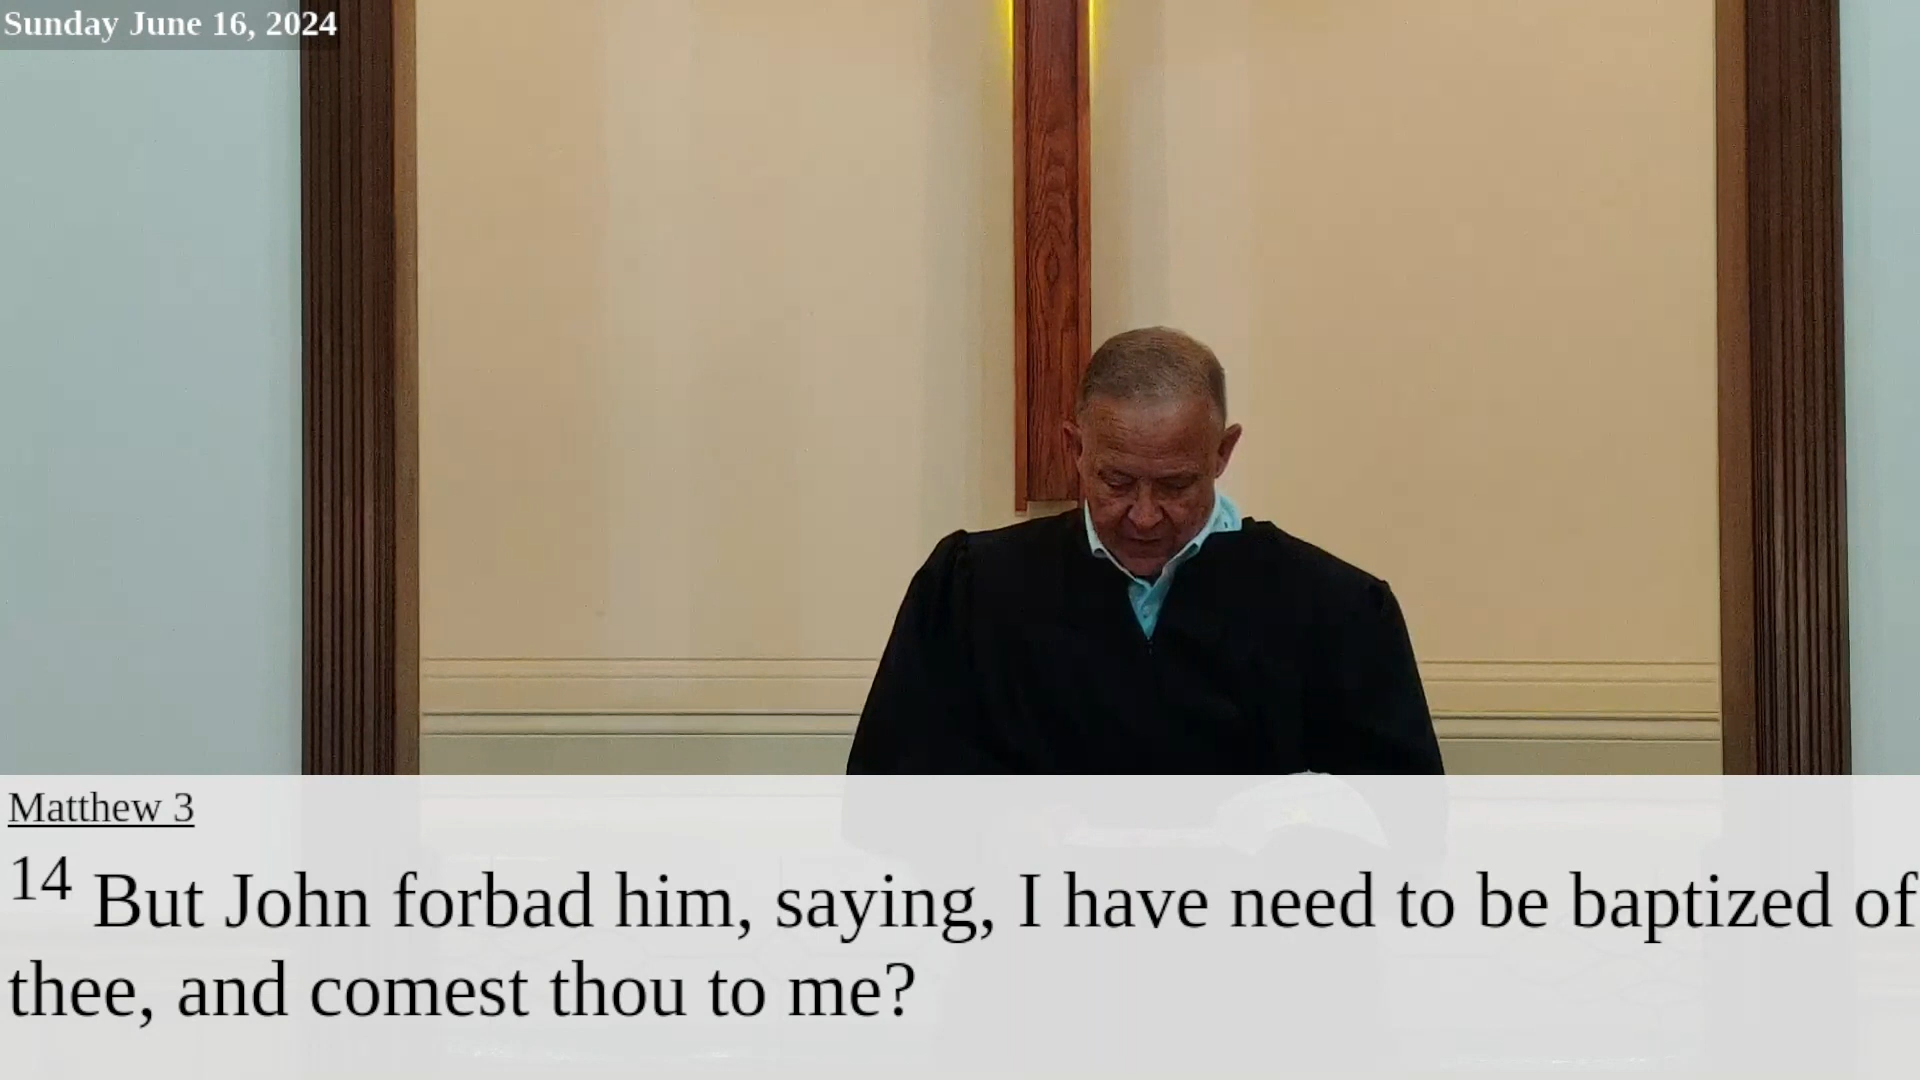 Sunday June 16, 2024
Matthew 3
14 But John forbad him, saying, I have need to be baptized of
thee, and comest thou to me?